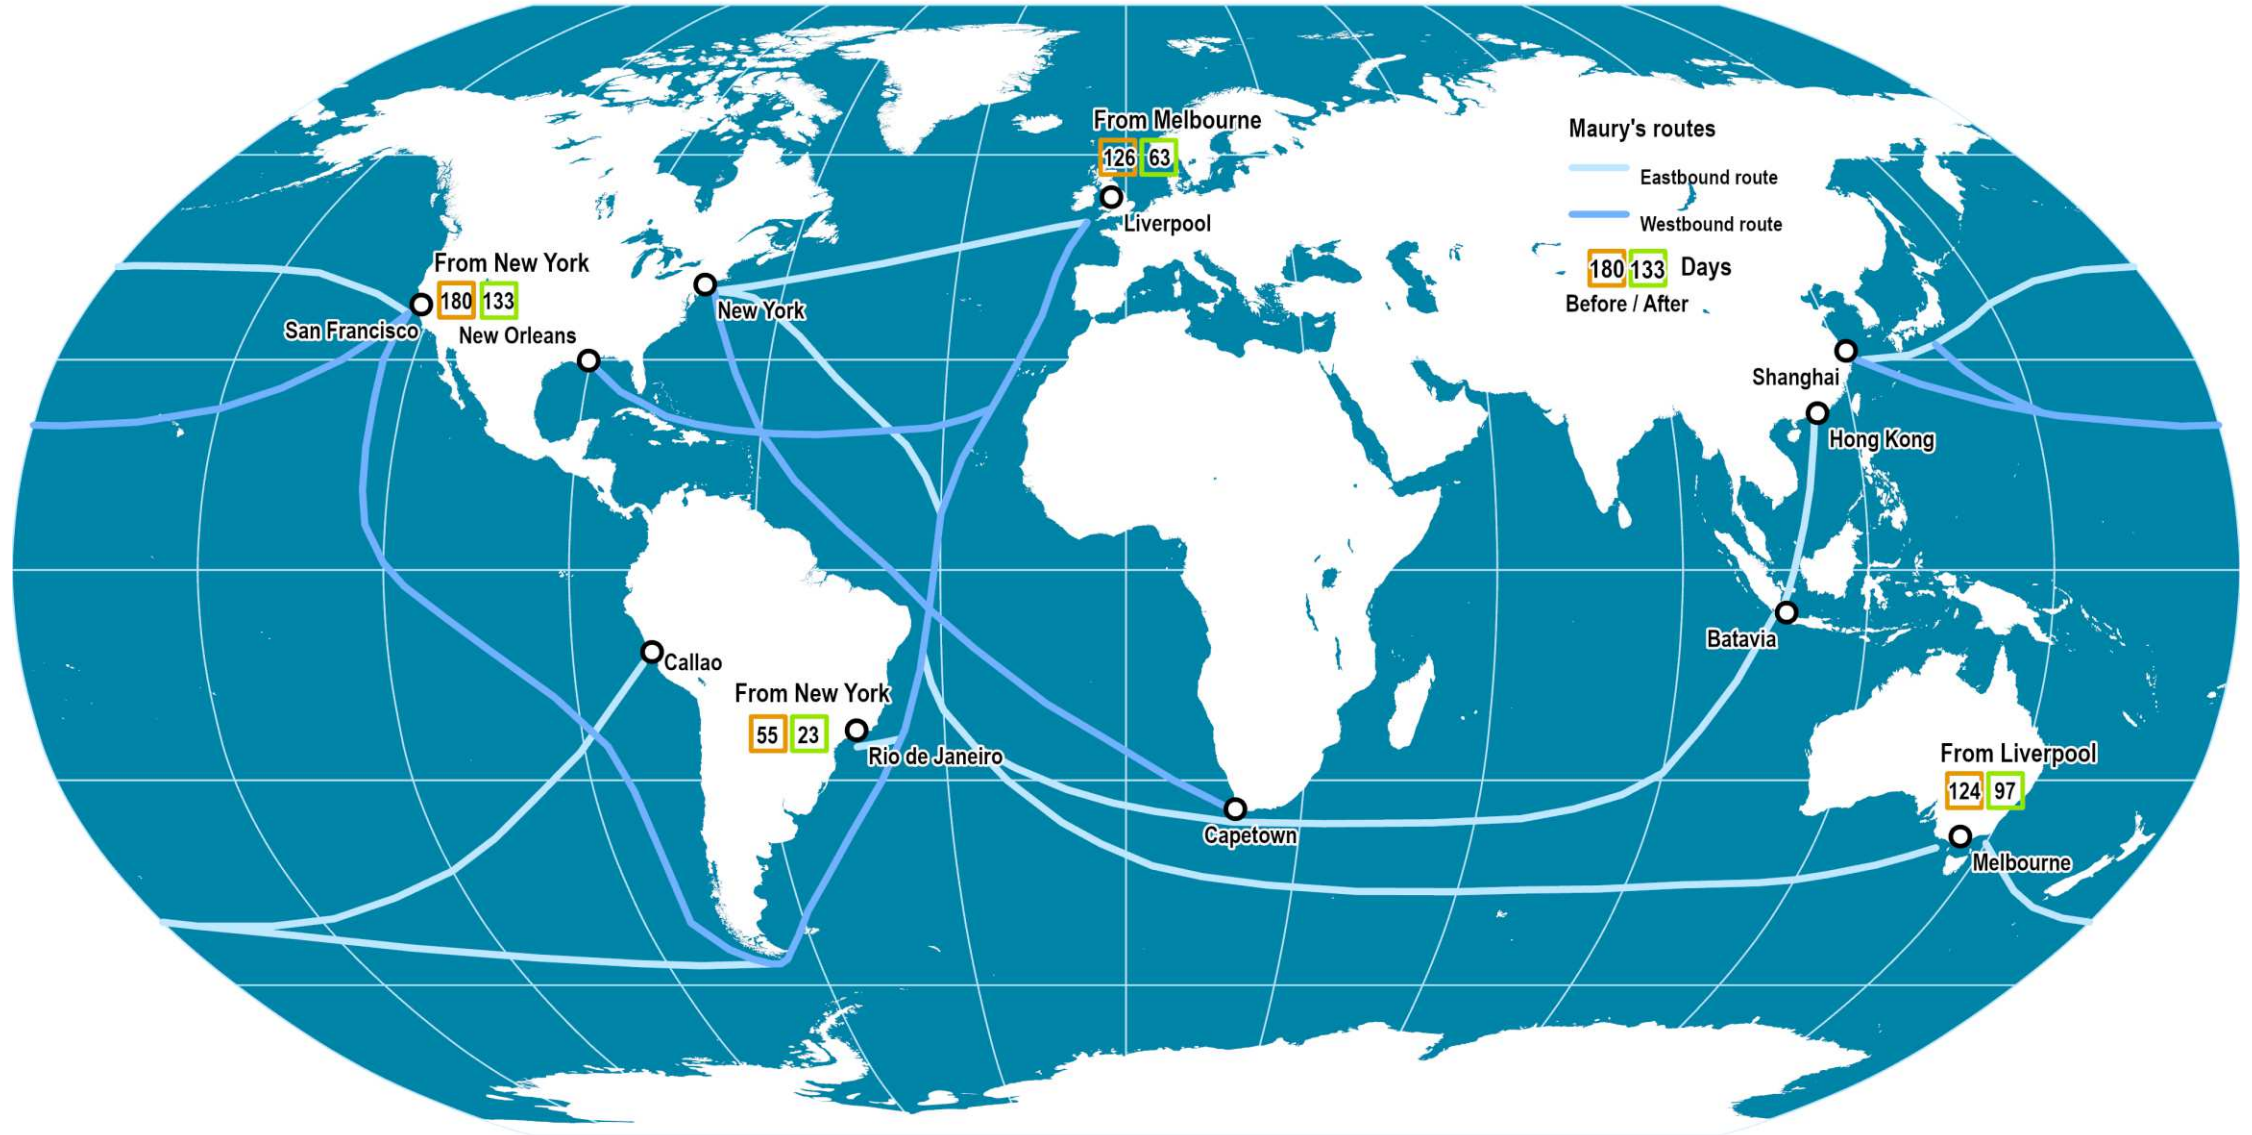 From Melbourne
126 63
Liverpool
Maury's routes
Eastbound route
Westbound route
180 133 Days
Before / After
From New York
180 133
San Francisco
New Orleans
New York
Shanghai
Hong Kong
Batavia
Callao
From New York
55 23
Rio de Janeiro
Capetown
From Liverpool
124 97
Melbourne